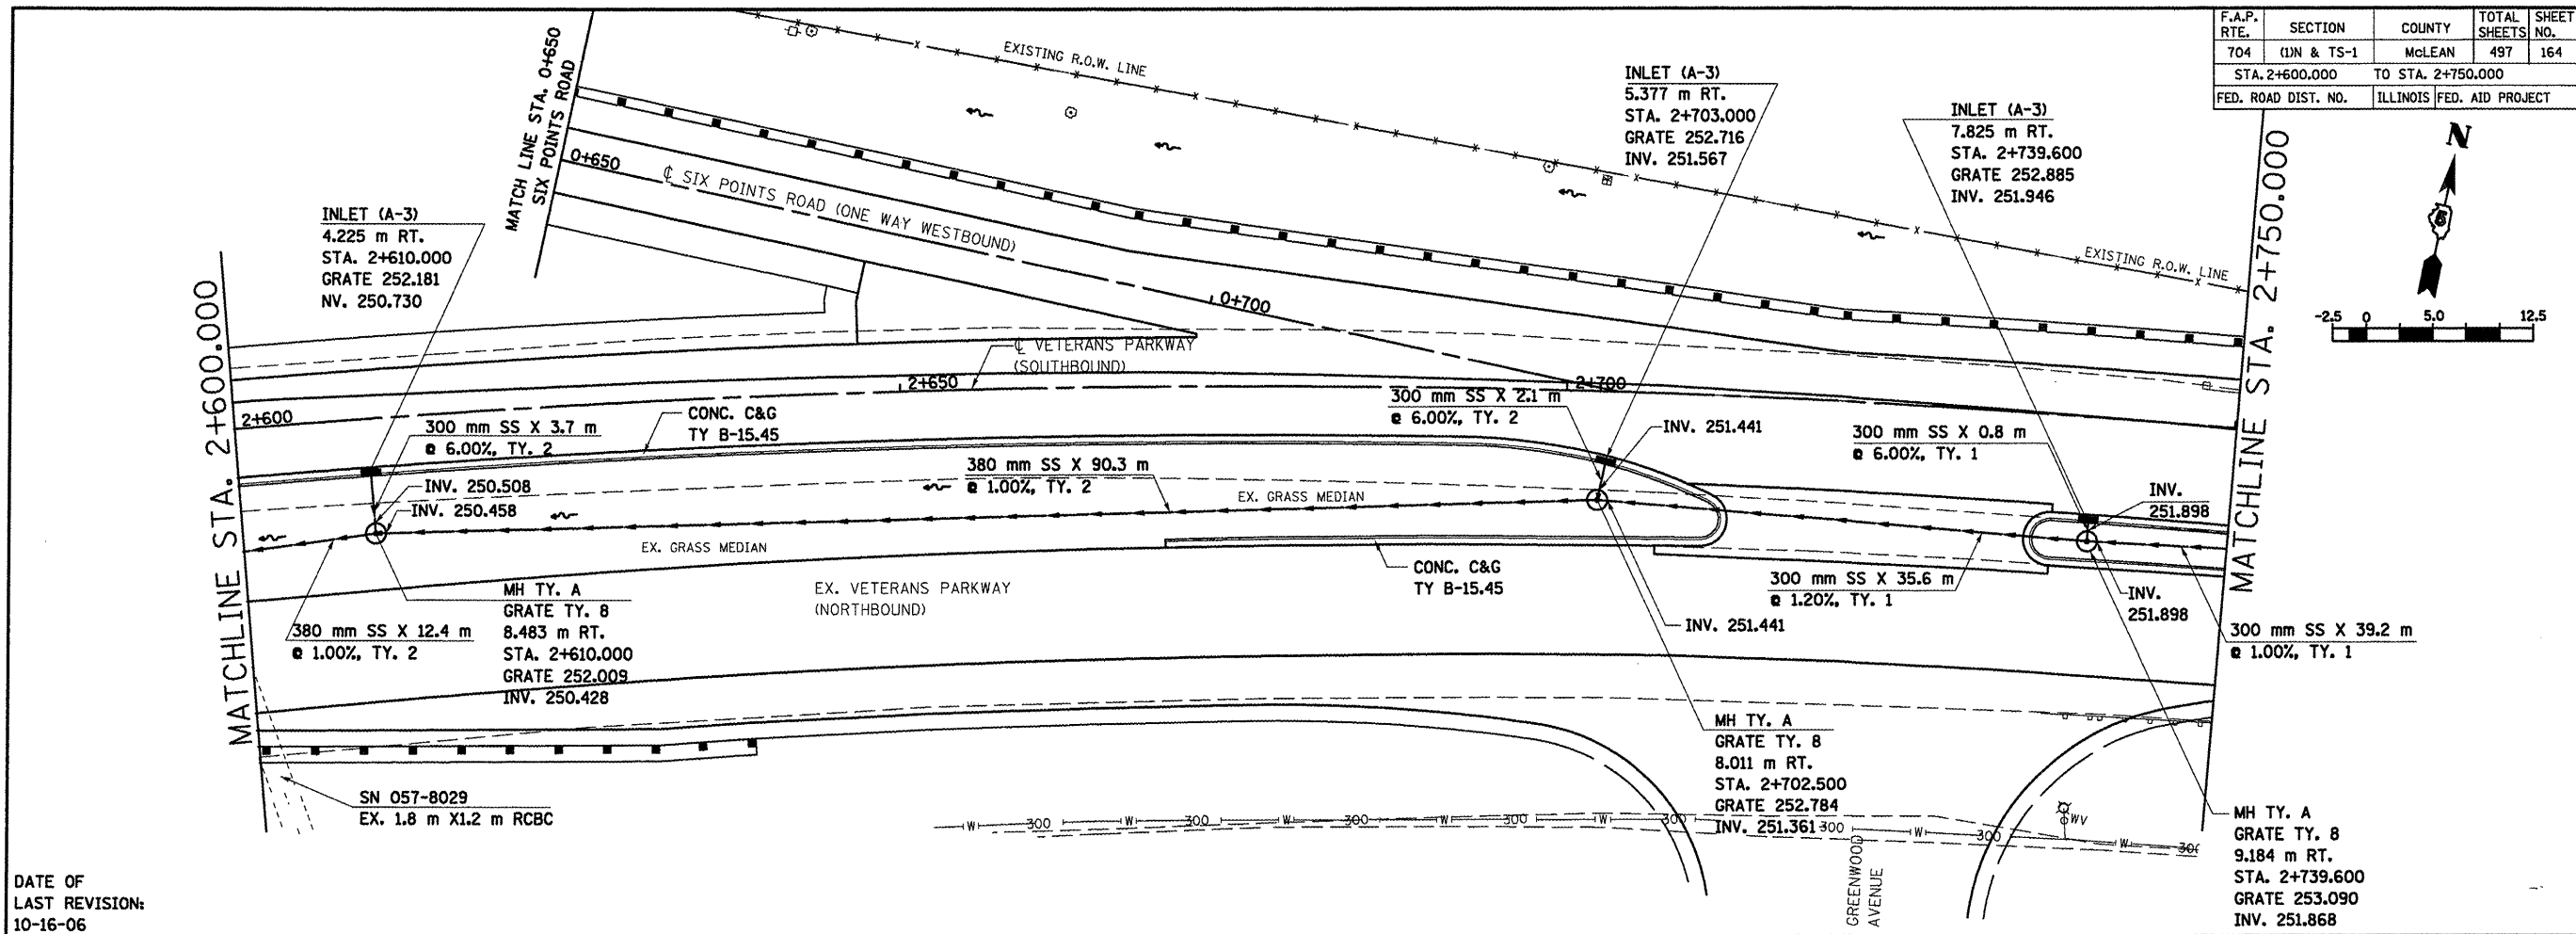 F.A.P. RTE. SECTION COUNTY TOTAL SHEETS SHEET NO.
704 (1)N & TS-1 McLEAN 497 164
STA. 2+600.000 TO STA. 2+750.000
FED. ROAD DIST. NO. ILLINOIS FED. AID PROJECT
N
-2.5 0 5.0 12.5
MATCH LINE STA. 0+650
SIX POINTS ROAD
EXISTING R.O.W. LINE
INLET (A-3)
5.377 m RT.
STA. 2+703.000
GRATE 252.716
INV. 251.567
INLET (A-3)
7.825 m RT.
STA. 2+739.600
GRATE 252.885
INV. 251.946
EXISTING R.O.W. LINE
MATCHLINE STA. 2+750.000
INLET (A-3)
4.225 m RT.
STA. 2+610.000
GRATE 252.181
NV. 250.730
0+650
℄ SIX POINTS ROAD (ONE WAY WESTBOUND)
0+700
MATCHLINE STA. 2+600.000
℄ VETERANS PARKWAY
(SOUTHBOUND)
2+600
2+650
2+700
300 mm SS X 3.7 m
@ 6.00%, TY. 2
CONC. C&G
TY B-15.45
300 mm SS X 2.1 m
@ 6.00%, TY. 2
INV. 251.441
300 mm SS X 0.8 m
@ 6.00%, TY. 1
INV. 250.508
INV. 250.458
380 mm SS X 90.3 m
@ 1.00%, TY. 2
EX. GRASS MEDIAN
INV.
251.898
EX. GRASS MEDIAN
CONC. C&G
TY B-15.45
300 mm SS X 35.6 m
@ 1.20%, TY. 1
INV.
251.898
EX. VETERANS PARKWAY
(NORTHBOUND)
INV. 251.441
300 mm SS X 39.2 m
@ 1.00%, TY. 1
380 mm SS X 12.4 m
@ 1.00%, TY. 2
MH TY. A
GRATE TY. 8
8.483 m RT.
STA. 2+610.000
GRATE 252.009
INV. 250.428
MH TY. A
GRATE TY. 8
8.011 m RT.
STA. 2+702.500
GRATE 252.784
INV. 251.361
SN 057-8029
EX. 1.8 m X1.2 m RCBC
W 300 W 300 W 300 W 300 W 300 300 W 300 W 300
WV
GREENWOOD
AVENUE
MH TY. A
GRATE TY. 8
9.184 m RT.
STA. 2+739.600
GRATE 253.090
INV. 251.868
DATE OF
LAST REVISION:
10-16-06